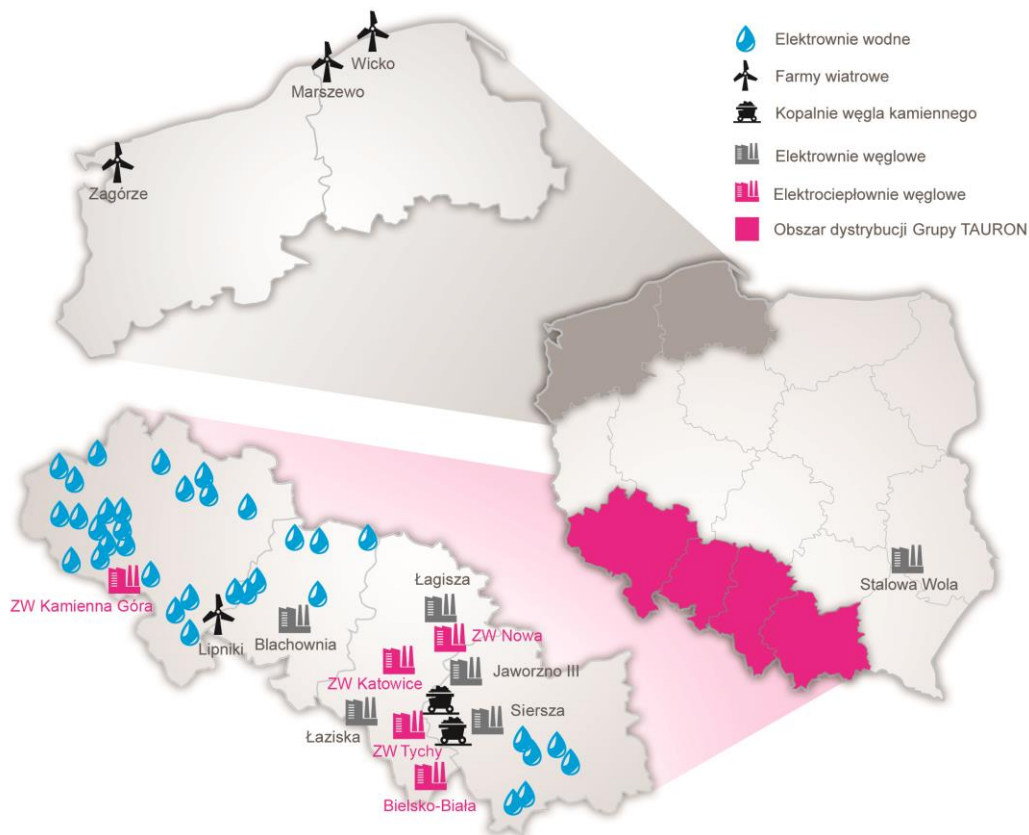 Wicko
Marszewo
Zagórze
Elektrownie wodne
Farmy wiatrowe
Kopalnie węgla kamiennego
Elektrownie węglowe
Elektrociepłownie węglowe
Obszar dystrybucji Grupy TAURON
Stalowa Wola
Łagisza
ZW Kamienna Góra
ZW Nowa
Lipniki
Blachownia
ZW Katowice
Jaworzno III
Łaziska
Siersza
ZW Tychy
Bielsko-Biała